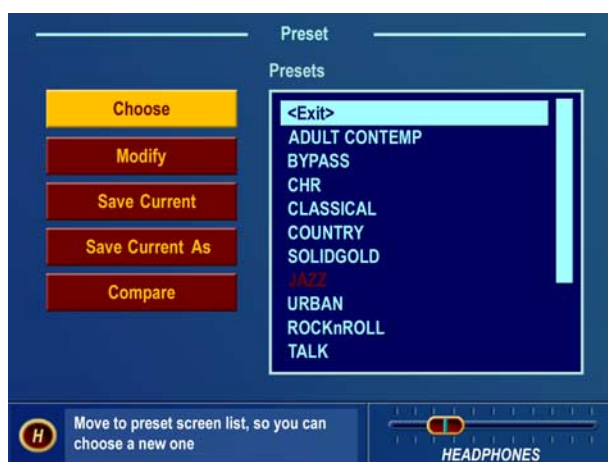 Preset
Presets
Choose
Modify
Save Current
Save Current As
Compare
<Exit>
ADULT CONTEMP
BYPASS
CHR
CLASSICAL
COUNTRY
SOLIDGOLD
JAZZ
URBAN
ROCKnROLL
TALK
H
Move to preset screen list, so you can
choose a new one
HEADPHONES